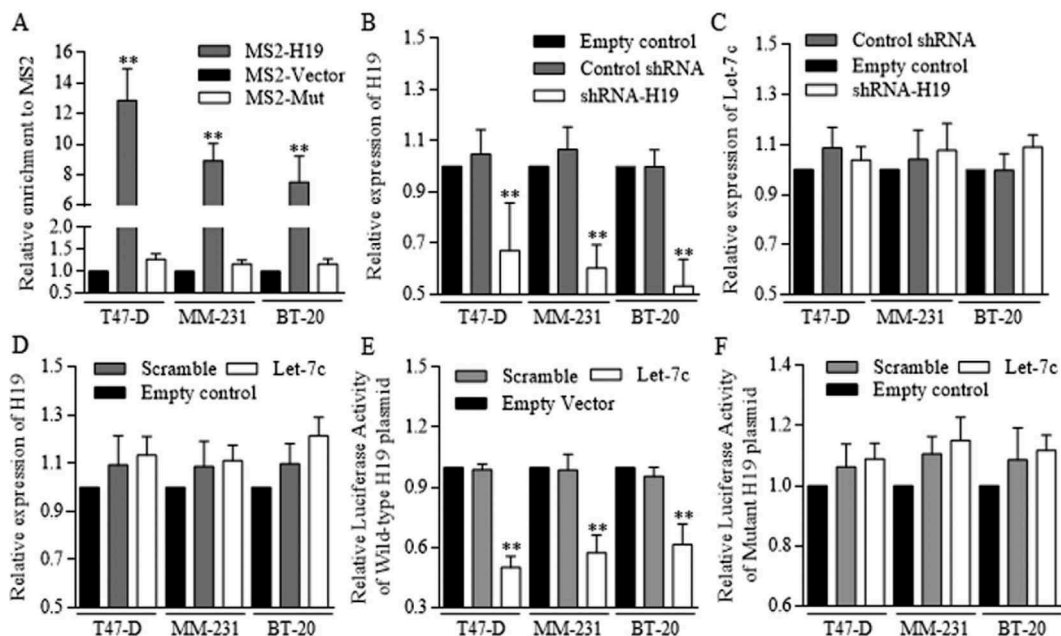 A
Relative enrichment to MS2
16
14
12
10
8
6
2.0
1.5
1.0
0.5
MS2-H19
MS2-Vector
MS2-Mut
**
**
**
T47-D MM-231 BT-20
B
Relative expression of H19
1.5
1.3
1.1
0.9
0.7
0.5
Empty control
Control shRNA
shRNA-H19
**
**
**
T47-D MM-231 BT-20
C
Relative expression of Let-7c
1.5
1.3
1.1
0.9
0.7
0.5
Control shRNA
Empty control
shRNA-H19
T47-D MM-231 BT-20
D
Relative expression of H19
1.5
1.3
1.1
0.9
0.7
0.5
Scramble Let-7c
Empty control
T47-D MM-231 BT-20
E
Relative Luciferase Activity
of Wild-type H19 plasmid
1.5
1.2
0.9
0.6
0.3
Scramble Let-7c
Empty Vector
**
**
**
T47-D MM-231 BT-20
F
Relative Luciferase Activity
of Mutant H19 plasmid
1.4
1.2
1.0
0.8
0.6
Scramble Let-7c
Empty control
T47-D MM-231 BT-20